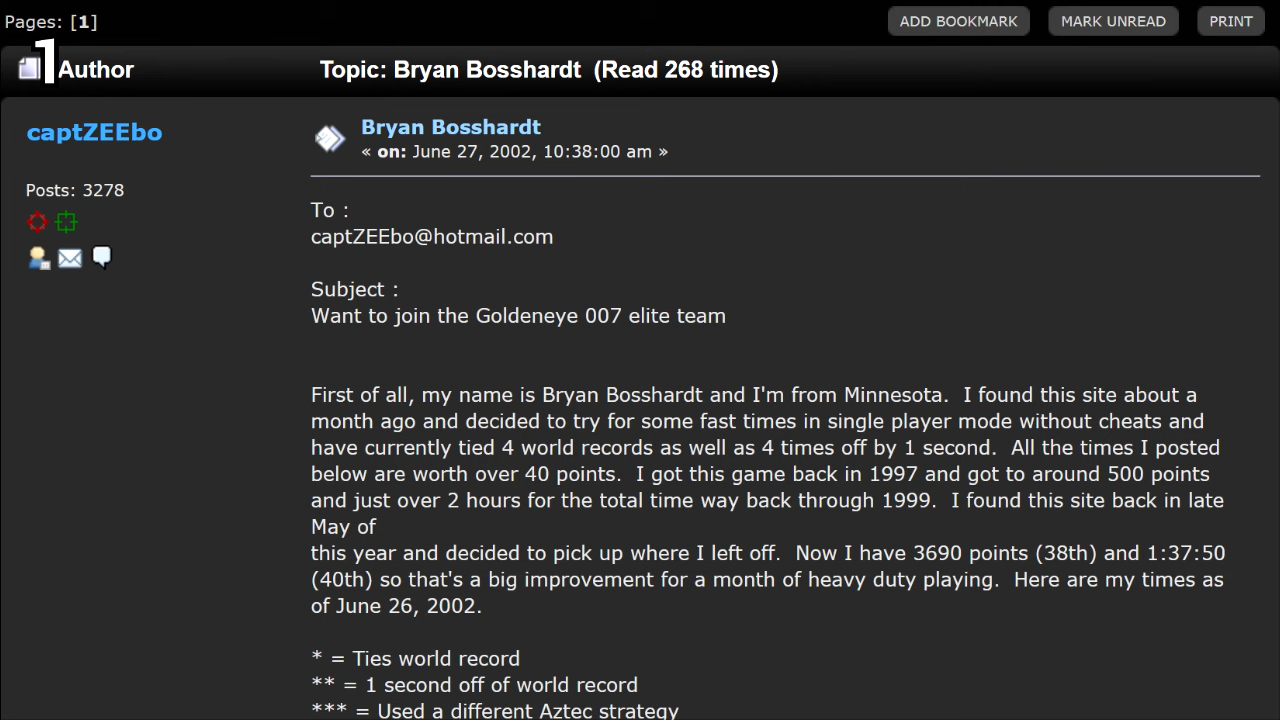 Pages: [1]
ADD BOOKMARK
MARK UNREAD
PRINT
1
Author
Topic: Bryan Bosshardt (Read 268 times)
captZEEbo
Posts: 3278
Bryan Bosshardt
« on: June 27, 2002, 10:38:00 am »
To :
captZEEbo@hotmail.com
Subject :
Want to join the Goldeneye 007 elite team
First of all, my name is Bryan Bosshardt and I'm from Minnesota. I found this site about a
month ago and decided to try for some fast times in single player mode without cheats and
have currently tied 4 world records as well as 4 times off by 1 second. All the times I posted
below are worth over 40 points. I got this game back in 1997 and got to around 500 points
and just over 2 hours for the total time way back through 1999. I found this site back in late
May of
this year and decided to pick up where I left off. Now I have 3690 points (38th) and 1:37:50
(40th) so that's a big improvement for a month of heavy duty playing. Here are my times as
of June 26, 2002.
* = Ties world record
** = 1 second off of world record
*** = Used a different Aztec strategy